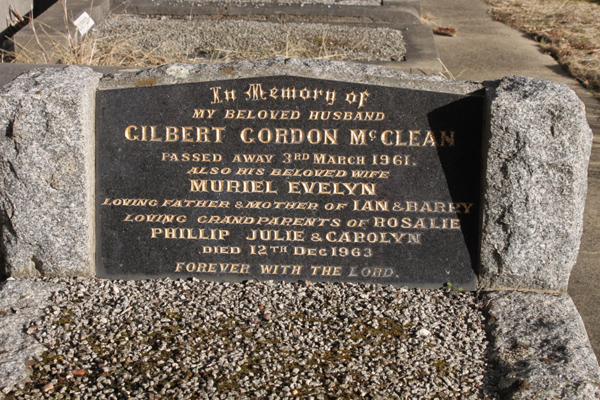 In Memory of
MY BELOVED HUSBAND
GILBERT GORDON McCLEAN
PASSED AWAY 3RD MARCH 1961.
ALSO HIS BELOVED WIFE
MURIEL EVELYN
LOVING FATHER & MOTHER OF IAN & BARRY
LOVING GRANDPARENTS OF ROSALIE
PHILLIP JULIE & CAROLYN
DIED 12TH DEC 1963
FOREVER WITH THE LORD.